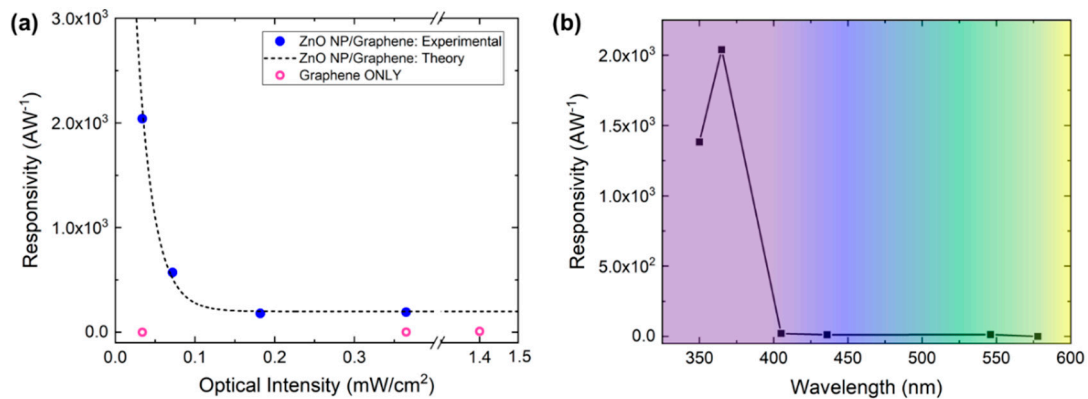 (a)
ZnO NP/Graphene: Experimental
ZnO NP/Graphene: Theory
Graphene ONLY
3.0x10³
2.0x10³
1.0x10³
0.0
Responsivity (AW⁻¹)
0.0 0.1 0.2 0.3 1.4 1.5
Optical Intensity (mW/cm²)
(b)
2.0x10³
1.5x10³
1.0x10³
5.0x10²
0.0
Responsivity (AW⁻¹)
350 400 450 500 550 600
Wavelength (nm)